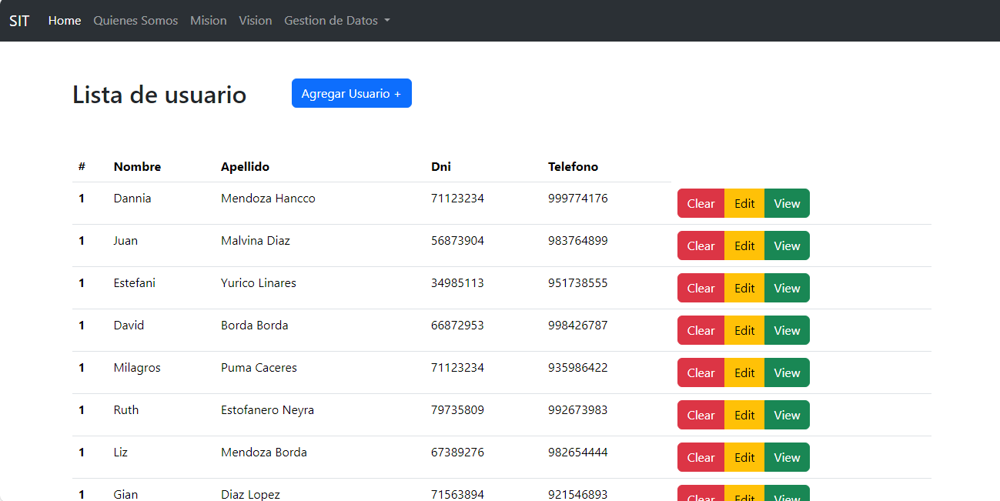 SIT Home Quienes Somos Mision Vision Gestion de Datos
Lista de usuario Agregar Usuario +
# Nombre Apellido Dni Telefono
1 Dannia Mendoza Hancco 71123234 999774176 Clear Edit View
1 Juan Malvina Diaz 56873904 983764899 Clear Edit View
1 Estefani Yurico Linares 34985113 951738555 Clear Edit View
1 David Borda Borda 66872953 998426787 Clear Edit View
1 Milagros Puma Caceres 71123234 935986422 Clear Edit View
1 Ruth Estofanero Neyra 79735809 992673983 Clear Edit View
1 Liz Mendoza Borda 67389276 982654444 Clear Edit View
1 Gian Diaz Lopez 71563894 921546893 Clear Edit View